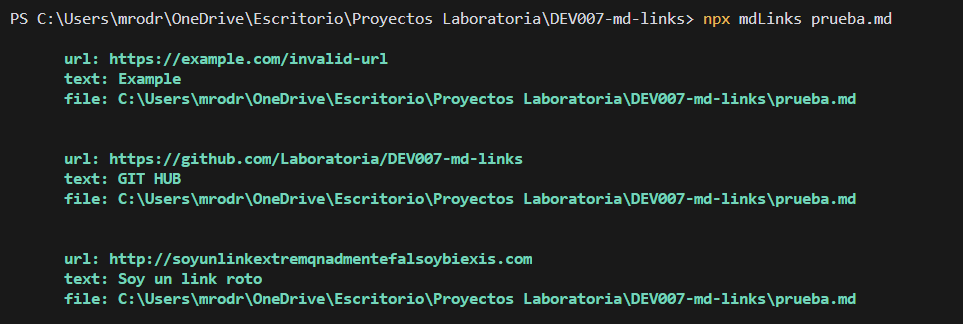 PS C:\Users\mrodr\OneDrive\Escritorio\Proyectos Laboratoria\DEV007-md-links> npx mdLinks prueba.md
url: https://example.com/invalid-url
text: Example
file: C:\Users\mrodr\OneDrive\Escritorio\Proyectos Laboratoria\DEV007-md-links\prueba.md
url: https://github.com/Laboratoria/DEV007-md-links
text: GIT HUB
file: C:\Users\mrodr\OneDrive\Escritorio\Proyectos Laboratoria\DEV007-md-links\prueba.md
url: http://soyunlinkextremqnadmentefalsoybiexis.com
text: Soy un link roto
file: C:\Users\mrodr\OneDrive\Escritorio\Proyectos Laboratoria\DEV007-md-links\prueba.md